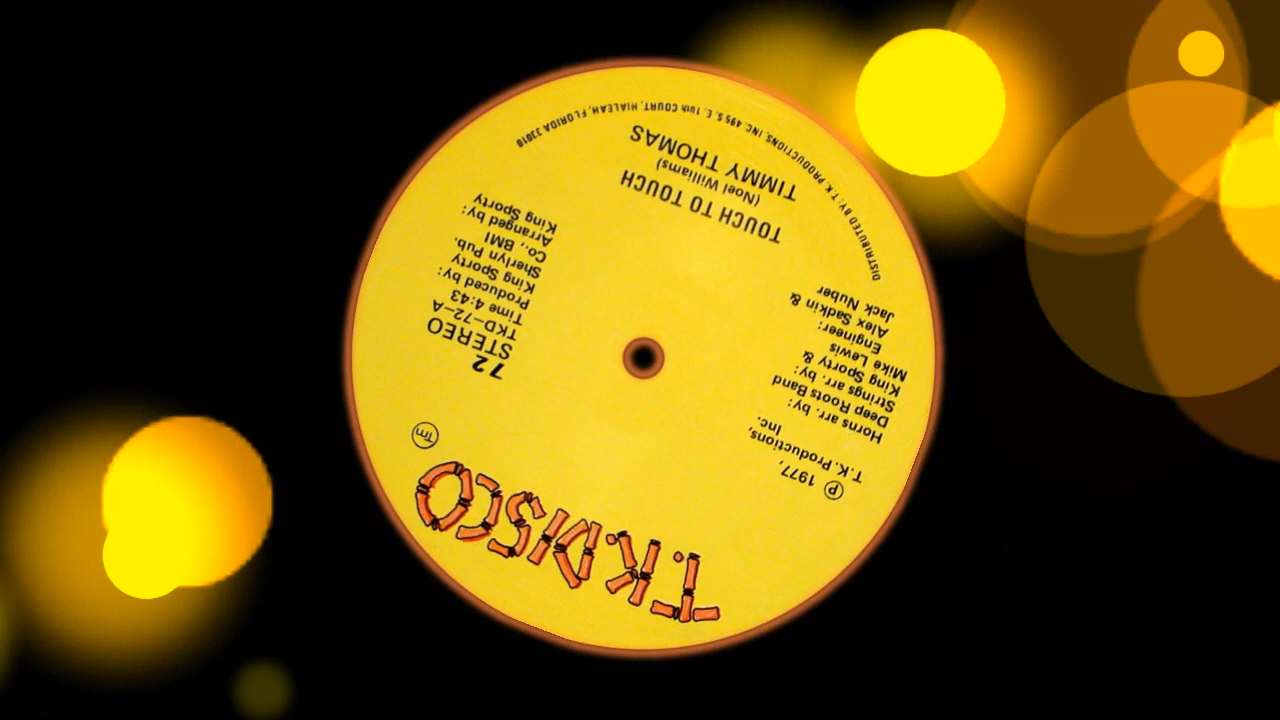 T.K.DISCO
Tm
℗ 1977,
T.K. Productions,
Inc.
Horns arr. by:
Deep Roots Band
Strings arr. by:
King Sporty &
Mike Lewis
Engineer:
Alex Sadkin &
Jack Nuber
72
STEREO
TKD–72–A
Time 4:43
Produced by:
King Sporty
Sherlyn Pub.
Co., BMI
Arranged by:
King Sporty
TOUCH TO TOUCH
(Noel Williams)
TIMMY THOMAS
DISTRIBUTED BY: T.K. PRODUCTIONS, INC. 495 S. E. 10th COURT, HIALEAH, FLORIDA 33010